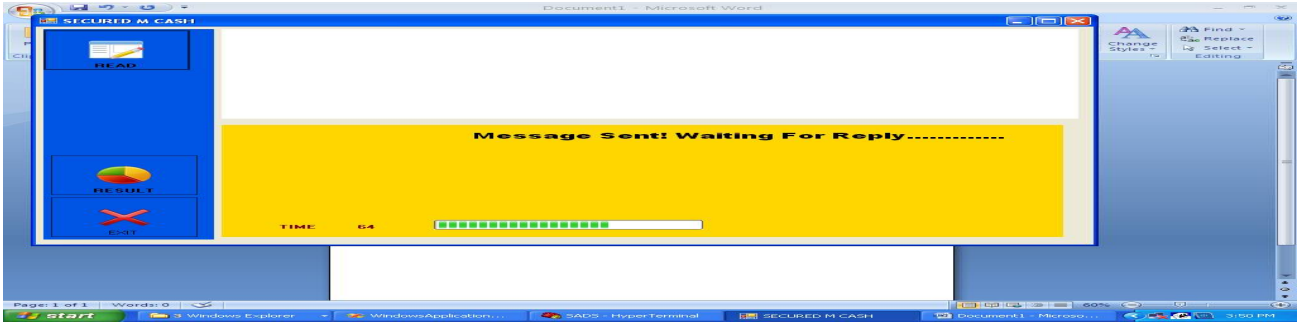 Document1 - Microsoft Word
SECURED M CASH
READ
Message Sent! Waiting For Reply............
RESULT
EXIT
TIME 64
Change Styles
Find
Replace
Select
Editing
Page: 1 of 1 Words: 0
60%
start
3 Windows Explorer
WindowsApplication...
SADS - HyperTerminal
SECURED M CASH
Document1 - Microso...
3:50 PM